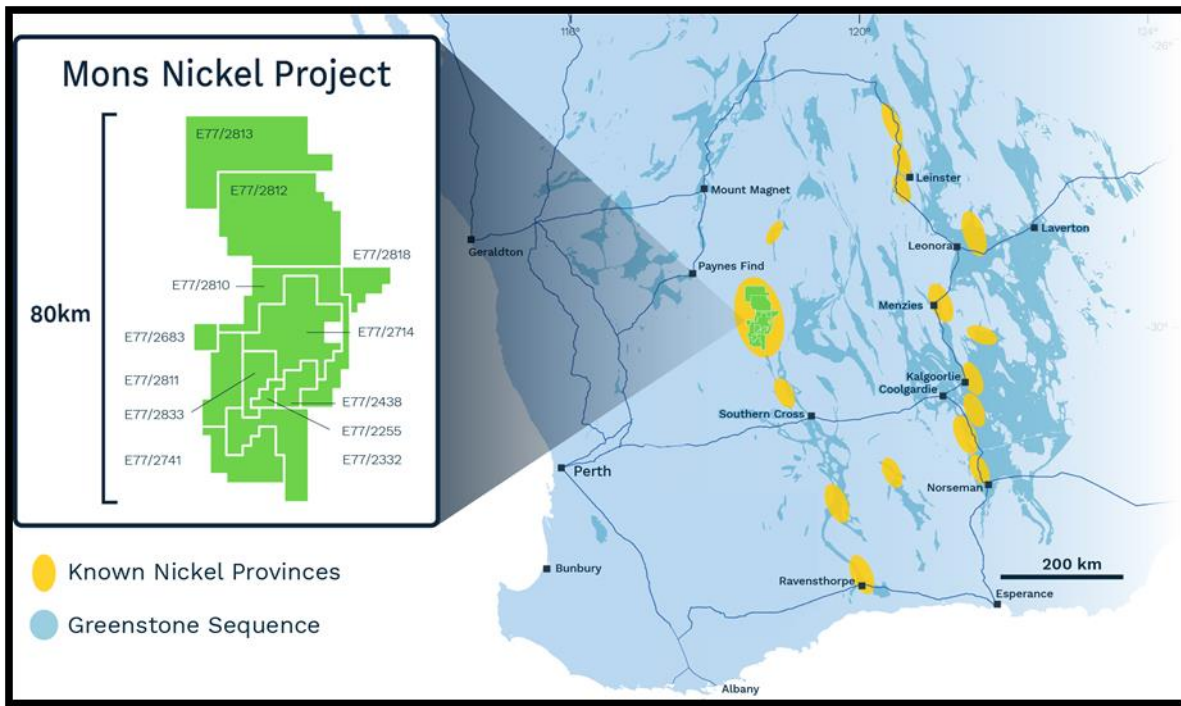 Mons Nickel Project
80km
E77/2813
E77/2812
E77/2818
E77/2810
E77/2683
E77/2714
E77/2811
E77/2833
E77/2438
E77/2255
E77/2741
E77/2332
Known Nickel Provinces
Greenstone Sequence
120°
-26°
Mount Magnet
Leinster
Geraldton
Leonora
Laverton
Paynes Find
Menzies
-30°
Kalgoorlie
Coolgardie
Southern Cross
Perth
Norseman
Bunbury
Ravensthorpe
200 km
Esperance
Albany